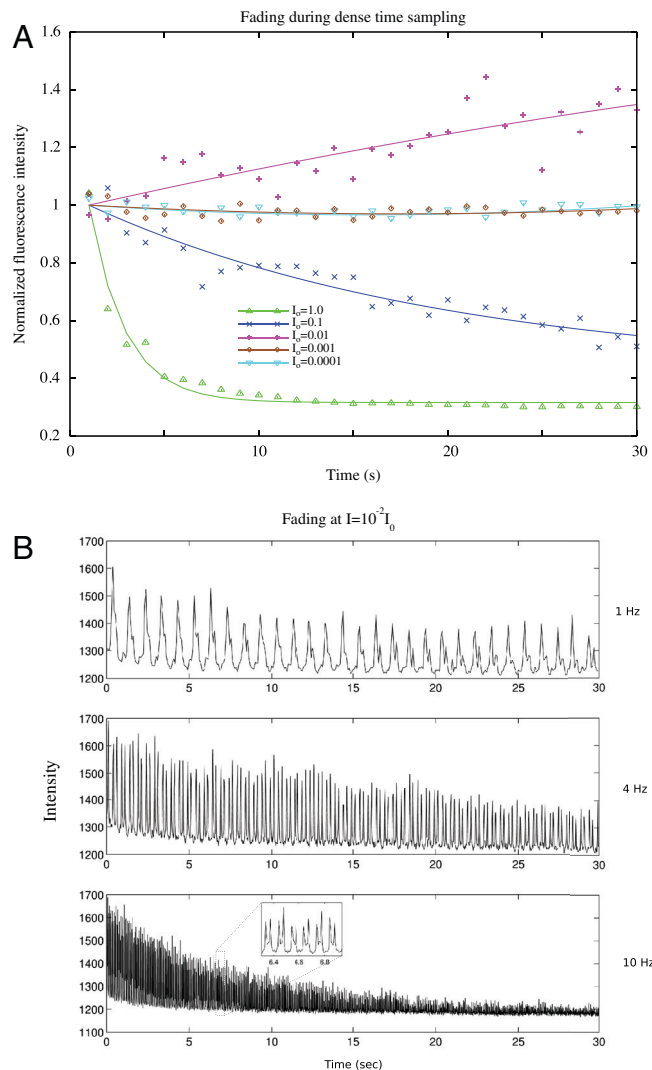 A
Fading during dense time sampling
Normalized fluorescence intensity
1.6
1.4
1.2
1
0.8
0.6
0.4
0.2
I₀=1.0
I₀=0.1
I₀=0.01
I₀=0.001
I₀=0.0001
0 10 20 30
Time (s)
B
Fading at I=10⁻²I₀
Intensity
1700
1600
1500
1400
1300
1200
0 5 10 15 20 25 30
1 Hz
1700
1600
1500
1400
1300
1200
0 5 10 15 20 25 30
4 Hz
1700
1600
1500
1400
1300
1200
1100
6.4 6.8
0 5 10 15 20 25 30
10 Hz
Time (sec)